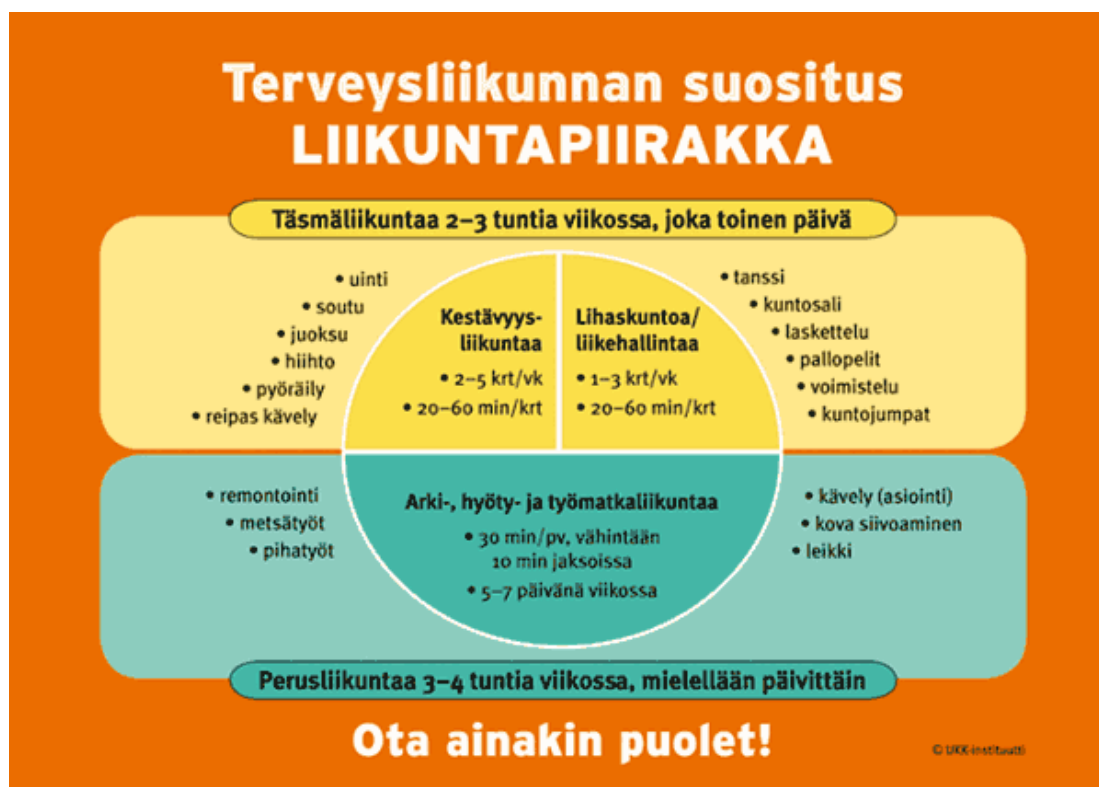 Terveysliikunnan suositus
LIIKUNTAPIIRAKKA
Täsmäliikuntaa 2–3 tuntia viikossa, joka toinen päivä
• uinti
• soutu
• juoksu
• hiihto
• pyöräily
• reipas kävely
Kestävyys-
liikuntaa
• 2–5 krt/vk
• 20–60 min/krt
Lihaskuntoa/
liikehallintaa
• 1–3 krt/vk
• 20–60 min/krt
• tanssi
• kuntosali
• laskettelu
• pallopelit
• voimistelu
• kuntojumpat
• remontointi
• metsätyöt
• pihatyöt
Arki-, hyöty- ja työmatkaliikuntaa
• 30 min/pv, vähintään
10 min jaksoissa
• 5–7 päivänä viikossa
• kävely (asiointi)
• kova siivoaminen
• leikki
Perusliikuntaa 3–4 tuntia viikossa, mielellään päivittäin
Ota ainakin puolet!
© UKK-instituutti